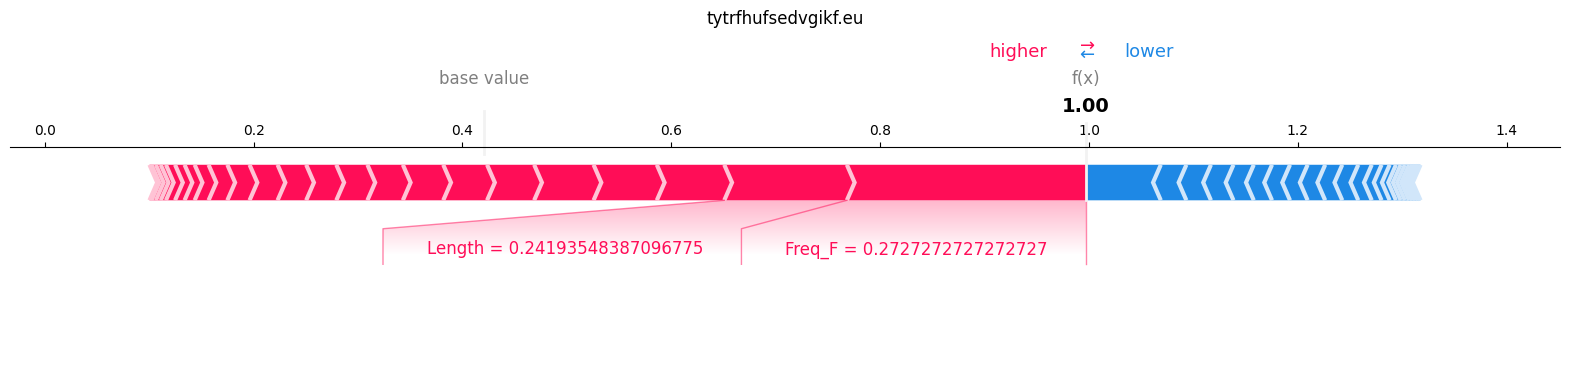 tytrfhufsedvgikf.eu
higher ⇄ lower
base value f(x)
1.00
0.0 0.2 0.4 0.6 0.8 1.0 1.2 1.4
Length = 0.24193548387096775 Freq_F = 0.2727272727272727